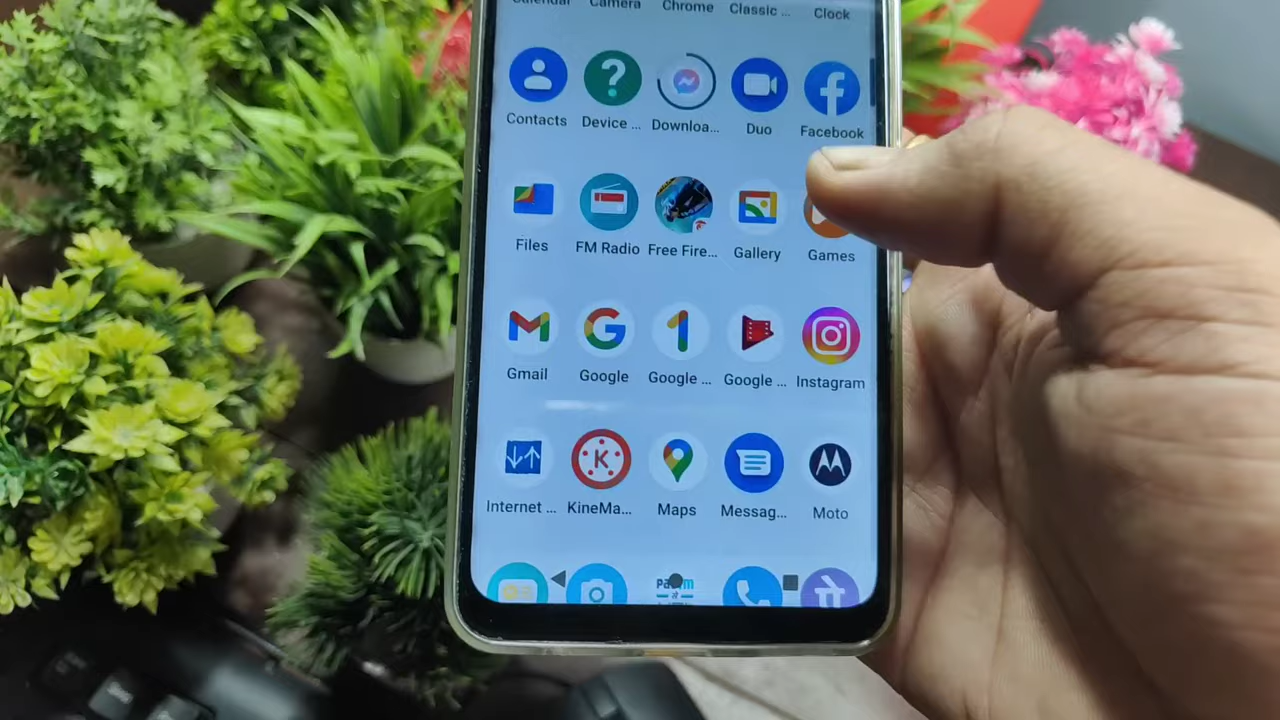 Calendar Camera Chrome Classic ... Clock
Contacts Device ... Downloa... Duo Facebook
Files FM Radio Free Fire... Gallery Games
Gmail Google Google ... Google ... Instagram
K
Internet ... KineMa... Maps Messag... Moto